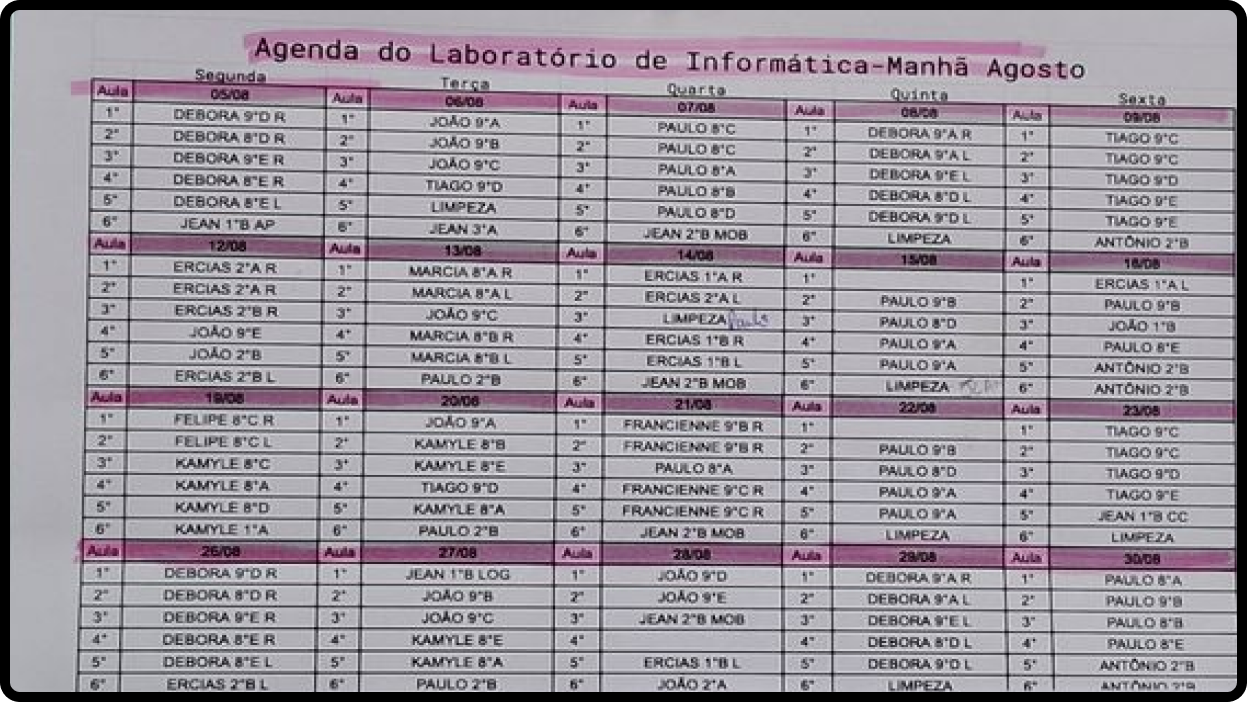 Agenda do Laboratório de Informática-Manhã Agosto
Segunda Terça Quarta Quinta Sexta
Aula 05/08 Aula 06/08 Aula 07/08 Aula 08/08 Aula 09/08
1° DEBORA 9°D R 1° JOÃO 9°A 1° PAULO 8°C 1° DEBORA 9°A R 1° TIAGO 9°C
2° DEBORA 8°D R 2° JOÃO 9°B 2° PAULO 8°C 2° DEBORA 9°A L 2° TIAGO 9°C
3° DEBORA 9°E R 3° JOÃO 9°C 3° PAULO 8°A 3° DEBORA 9°E L 3° TIAGO 9°D
4° DEBORA 8°E R 4° TIAGO 9°D 4° PAULO 8°B 4° DEBORA 8°D L 4° TIAGO 9°E
5° DEBORA 8°E L 5° LIMPEZA 5° PAULO 8°D 5° DEBORA 9°D L 5° TIAGO 9°E
6° JEAN 1°B AP 6° JEAN 3°A 6° JEAN 2°B MOB 6° LIMPEZA 6° ANTÔNIO 2°B
Aula 12/08 Aula 13/08 Aula 14/08 Aula 15/08 Aula 16/08
1° ERCIAS 2°A R 1° MARCIA 8°A R 1° ERCIAS 1°A R 1° 1° ERCIAS 1°A L
2° ERCIAS 2°A R 2° MARCIA 8°A L 2° ERCIAS 2°A L 2° PAULO 9°B 2° PAULO 9°B
3° ERCIAS 2°B R 3° JOÃO 9°C 3° LIMPEZA Paulo 3° PAULO 8°D 3° JOÃO 1°B
4° JOÃO 9°E 4° MARCIA 8°B R 4° ERCIAS 1°B R 4° PAULO 9°A 4° PAULO 8°E
5° JOÃO 2°B 5° MARCIA 8°B L 5° ERCIAS 1°B L 5° PAULO 9°A 5° ANTÔNIO 2°B
6° ERCIAS 2°B L 6° PAULO 2°B 6° JEAN 2°B MOB 6° LIMPEZA 6° ANTÔNIO 2°B
Aula 19/08 Aula 20/08 Aula 21/08 Aula 22/08 Aula 23/08
1° FELIPE 8°C R 1° JOÃO 9°A 1° FRANCIENNE 9°B R 1° 1° TIAGO 9°C
2° FELIPE 8°C L 2° KAMYLE 8°B 2° FRANCIENNE 9°B R 2° PAULO 9°B 2° TIAGO 9°C
3° KAMYLE 8°C 3° KAMYLE 8°E 3° PAULO 8°A 3° PAULO 8°D 3° TIAGO 9°D
4° KAMYLE 8°A 4° TIAGO 9°D 4° FRANCIENNE 9°C R 4° PAULO 9°A 4° TIAGO 9°E
5° KAMYLE 8°D 5° KAMYLE 8°A 5° FRANCIENNE 9°C R 5° PAULO 9°A 5° JEAN 1°B CC
6° KAMYLE 1°A 6° PAULO 2°B 6° JEAN 2°B MOB 6° LIMPEZA 6° LIMPEZA
Aula 26/08 Aula 27/08 Aula 28/08 Aula 29/08 Aula 30/08
1° DEBORA 9°D R 1° JEAN 1°B LOG 1° JOÃO 9°D 1° DEBORA 9°A R 1° PAULO 8°A
2° DEBORA 8°D R 2° JOÃO 9°B 2° JOÃO 9°E 2° DEBORA 9°A L 2° PAULO 9°B
3° DEBORA 9°E R 3° JOÃO 9°C 3° JEAN 2°B MOB 3° DEBORA 9°E L 3° PAULO 8°B
4° DEBORA 8°E R 4° KAMYLE 8°E 4° 4° DEBORA 8°D L 4° PAULO 8°E
5° DEBORA 8°E L 5° KAMYLE 8°A 5° ERCIAS 1°B L 5° DEBORA 9°D L 5° ANTÔNIO 2°B
6° ERCIAS 2°B L 6° PAULO 2°B 6° JOÃO 2°A 6° LIMPEZA 6° ANTÔNIO 2°B